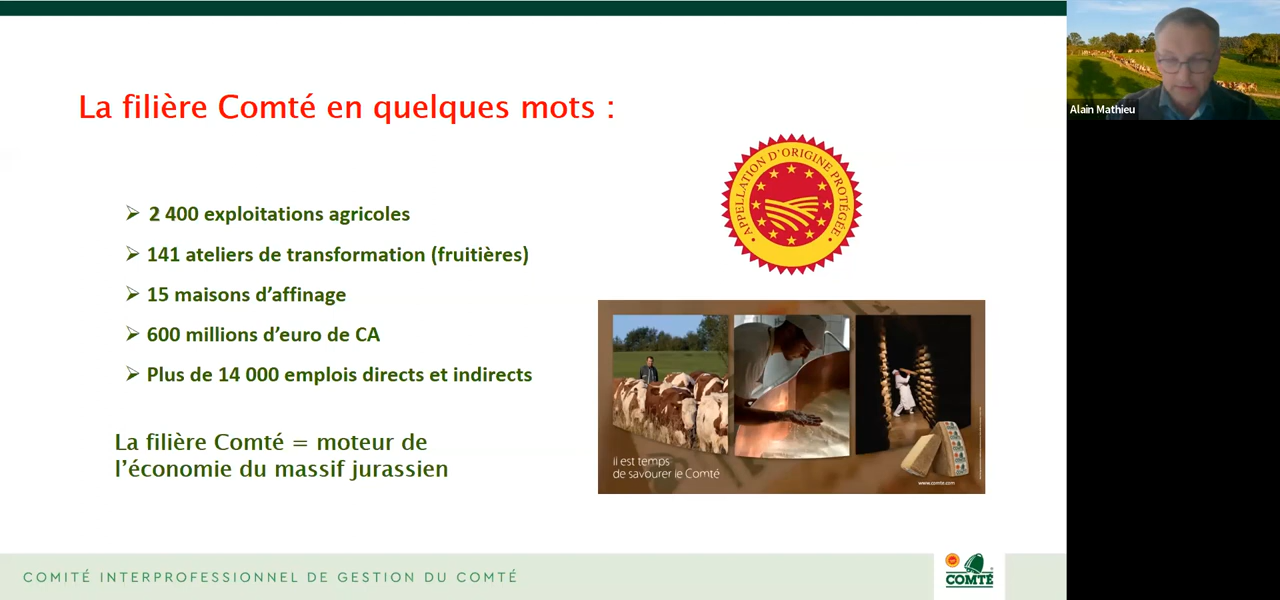 La filière Comté en quelques mots :
2 400 exploitations agricoles
141 ateliers de transformation (fruitières)
15 maisons d'affinage
600 millions d'euro de CA
Plus de 14 000 emplois directs et indirects
La filière Comté = moteur de
l'économie du massif jurassien
APPELLATION D'ORIGINE PROTÉGÉE
il est temps
de savourer le Comté
www.comte.com
COMITÉ INTERPROFESSIONNEL DE GESTION DU COMTÉ
COMTÉ
Alain Mathieu